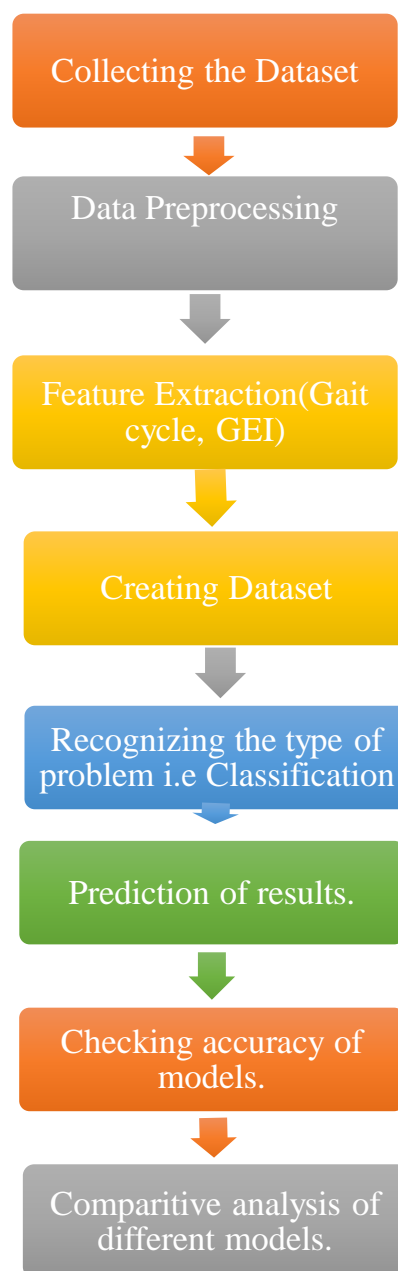 Collecting the Dataset
Data Preprocessing
Feature Extraction(Gait
cycle, GEI)
Creating Dataset
Recognizing the type of
problem i.e Classification
Prediction of results.
Checking accuracy of
models.
Comparitive analysis of
different models.